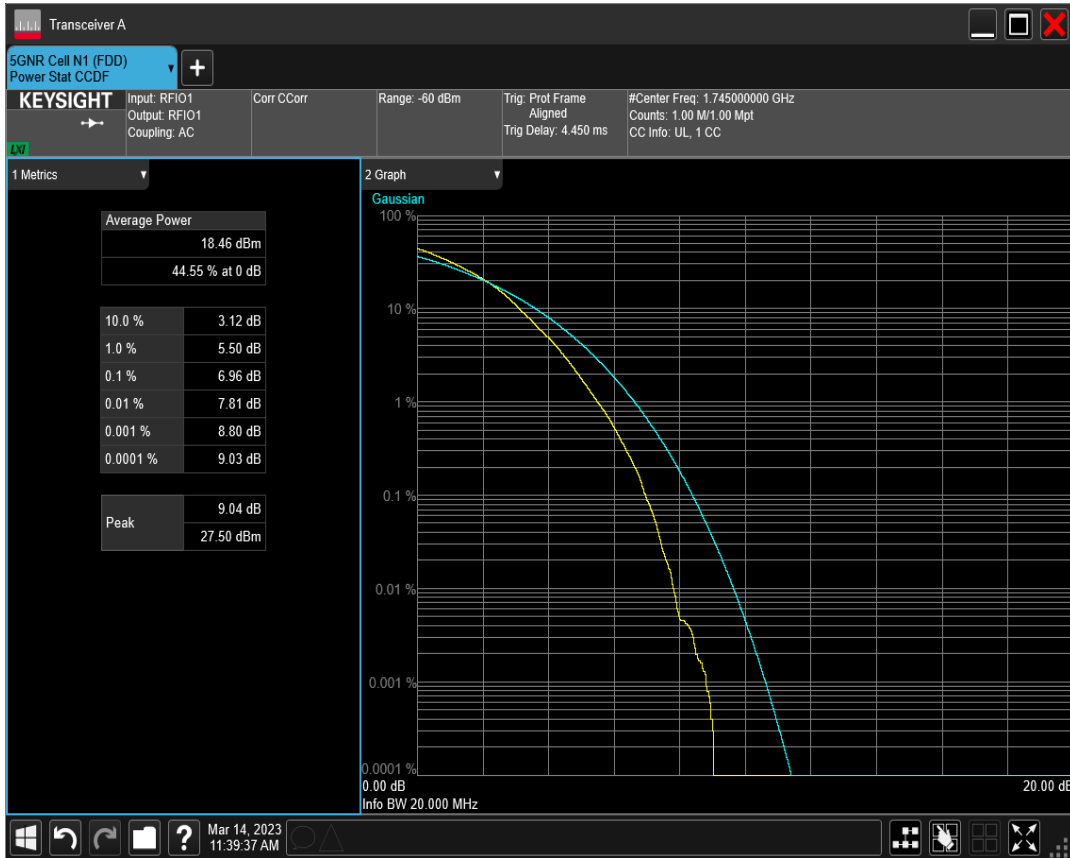 Transceiver A
5GNR Cell N1 (FDD)
Power Stat CCDF
+
KEYSIGHT
LXI
Input: RFIO1
Output: RFIO1
Coupling: AC
Corr CCorr
Range: -60 dBm
Trig: Prot Frame
Aligned
Trig Delay: 4.450 ms
#Center Freq: 1.745000000 GHz
Counts: 1.00 M/1.00 Mpt
CC Info: UL, 1 CC
1 Metrics
Average Power
18.46 dBm
44.55 % at 0 dB
10.0 % 3.12 dB
1.0 % 5.50 dB
0.1 % 6.96 dB
0.01 % 7.81 dB
0.001 % 8.80 dB
0.0001 % 9.03 dB
Peak 9.04 dB
27.50 dBm
2 Graph
Gaussian
100 %
10 %
1 %
0.1 %
0.01 %
0.001 %
0.0001 %
0.00 dB 20.00 dB
Info BW 20.000 MHz
?
Mar 14, 2023
11:39:37 AM